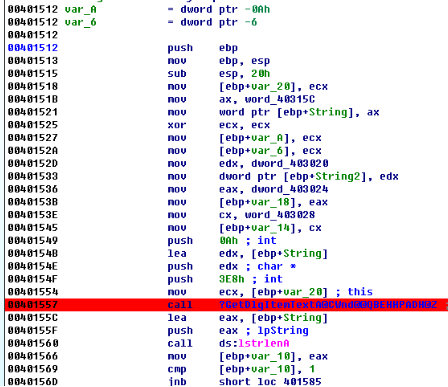 00401512 var_A = dword ptr -0Ah
00401512 var_6 = dword ptr -6
00401512
00401512 push ebp
00401513 mov ebp, esp
00401515 sub esp, 20h
00401518 mov [ebp+var_20], ecx
0040151B mov ax, word_40315C
00401521 mov word ptr [ebp+String], ax
00401525 xor ecx, ecx
00401527 mov [ebp+var_A], ecx
0040152A mov [ebp+var_6], ecx
0040152D mov edx, dword_403020
00401533 mov dword ptr [ebp+String2], edx
00401536 mov eax, dword_403024
0040153B mov [ebp+var_18], eax
0040153E mov cx, word_403028
00401545 mov [ebp+var_14], cx
00401549 push 0Ah ; int
0040154B lea edx, [ebp+String]
0040154E push edx ; char *
0040154F push 3E8h ; int
00401554 mov ecx, [ebp+var_20] ; this
00401557 call
0040155C lea eax, [ebp+String]
0040155F push eax ; lpString
00401560 call ds:lstrlenA
00401566 mov [ebp+var_10], eax
00401569 cmp [ebp+var_10], 1
0040156D jnb short loc_401585